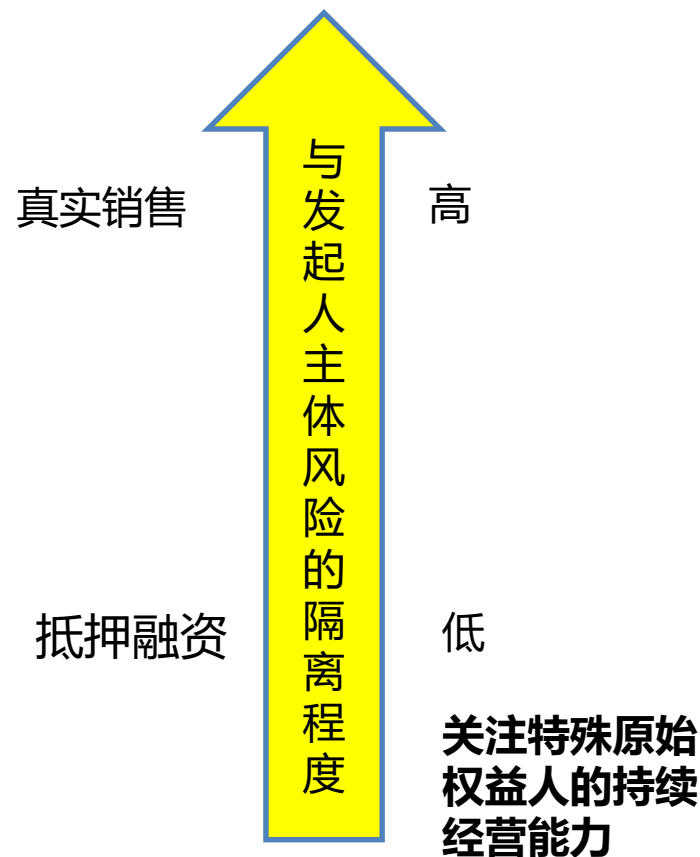 与发起人主体风险的隔离程度
真实销售
高
抵押融资
低
关注特殊原始
权益人的持续
经营能力